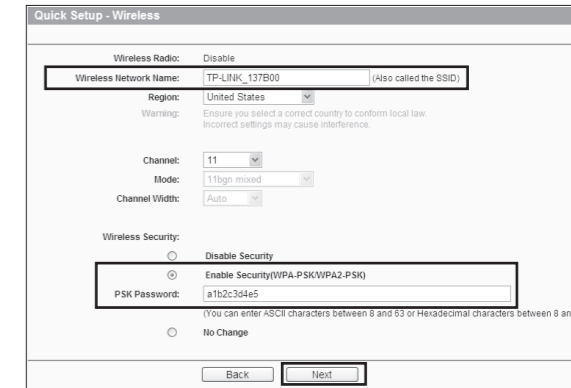 Quick Setup - Wireless
Wireless Radio: Disable
Wireless Network Name: TP-LINK_137B00 (Also called the SSID)
Region: United States
Warning: Ensure you select a correct country to conform local law.
Incorrect settings may cause interference.
Channel: 11
Mode: 11bgn mixed
Channel Width: Auto
Wireless Security:
Disable Security
Enable Security(WPA-PSK/WPA2-PSK)
PSK Password: a1b2c3d4e5
(You can enter ASCII characters between 8 and 63 or Hexadecimal characters between 8 an
No Change
Back Next